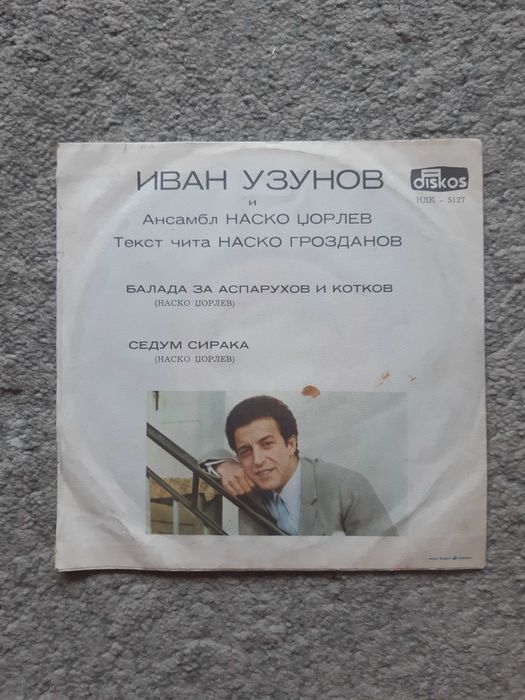 ИВАН УЗУНОВ
и
Ансамбл НАСКО ЏОРЛЕВ
Текст чита НАСКО ГРОЗДАНОВ
diskos
НДК - 5127
БАЛАДА ЗА АСПАРУХОВ И КОТКОВ
(НАСКО ЏОРЛЕВ)
СЕДУМ СИРАКА
(НАСКО ЏОРЛЕВ)